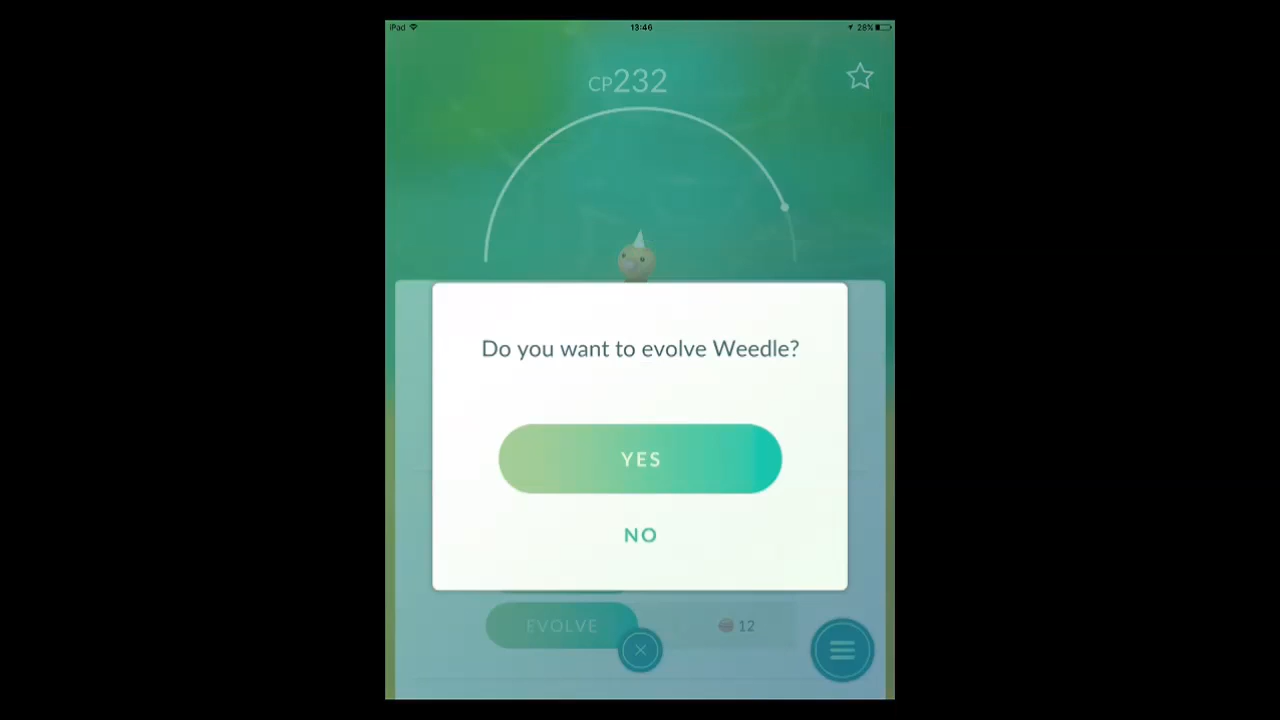 iPad 13:46 28%
CP232
Do you want to evolve Weedle?
YES
NO
EVOLVE 12